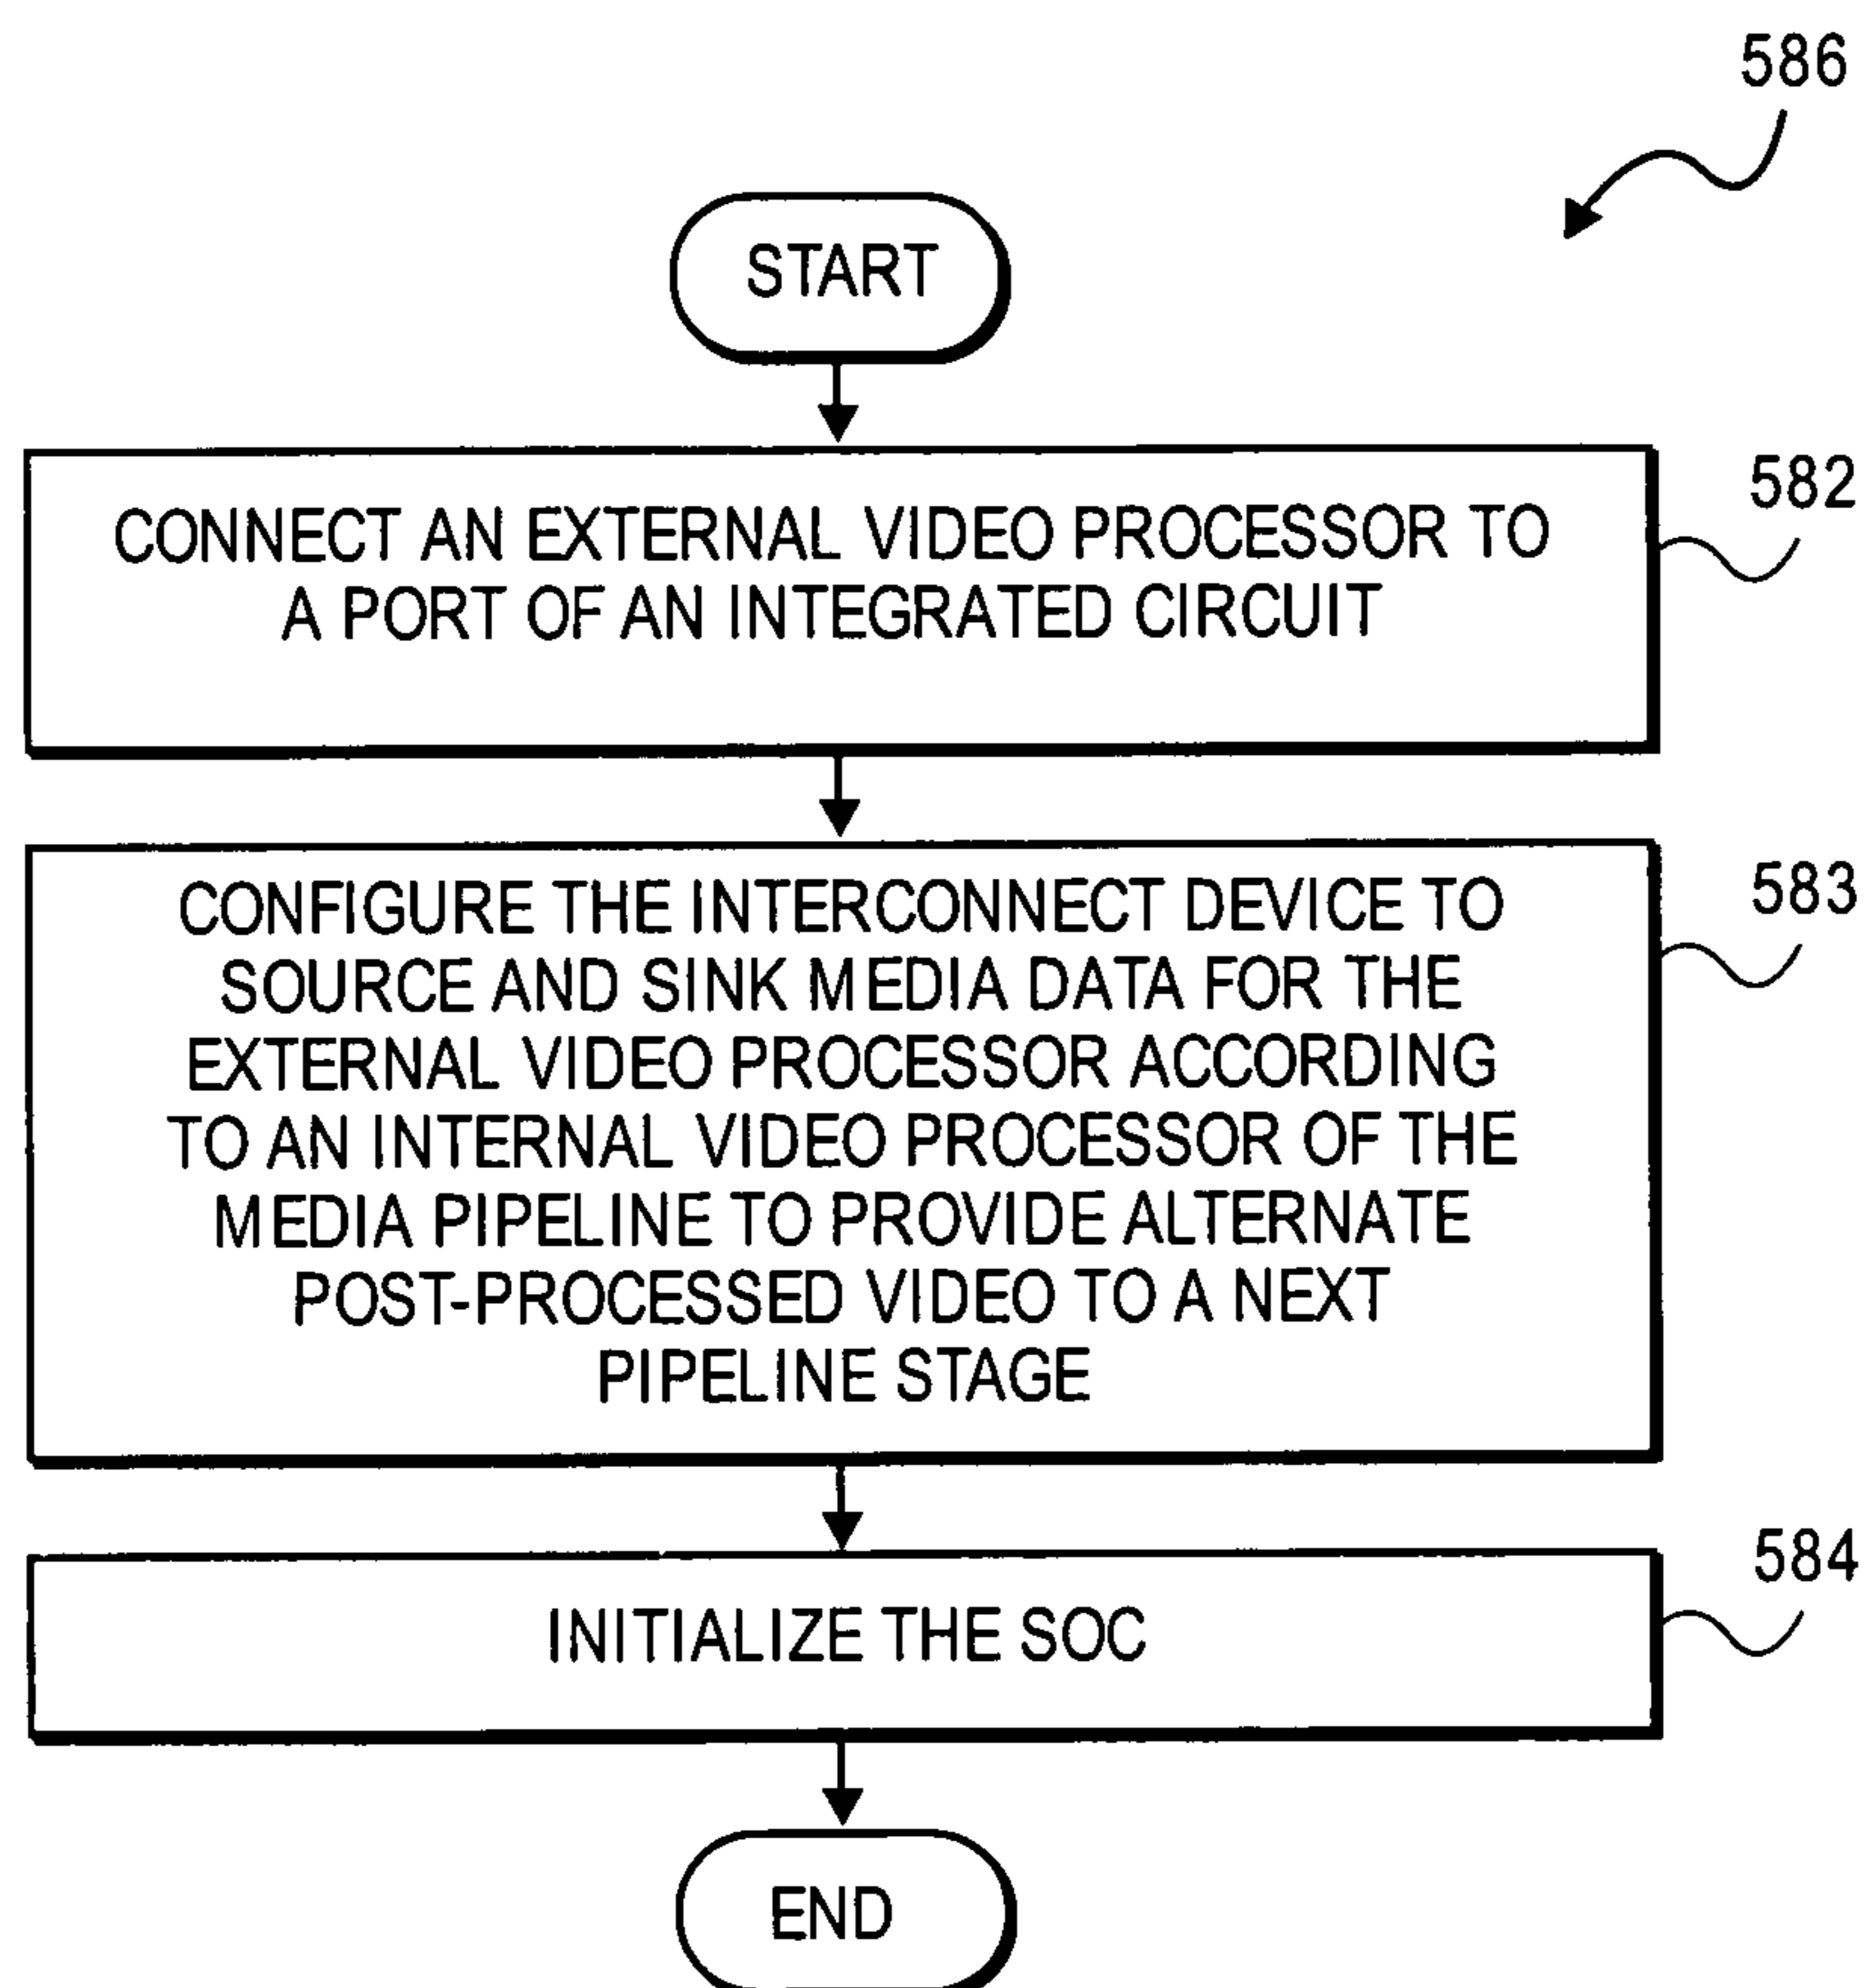 586
START
CONNECT AN EXTERNAL VIDEO PROCESSOR TO
A PORT OF AN INTEGRATED CIRCUIT
582
CONFIGURE THE INTERCONNECT DEVICE TO
SOURCE AND SINK MEDIA DATA FOR THE
EXTERNAL VIDEO PROCESSOR ACCORDING
TO AN INTERNAL VIDEO PROCESSOR OF THE
MEDIA PIPELINE TO PROVIDE ALTERNATE
POST-PROCESSED VIDEO TO A NEXT
PIPELINE STAGE
583
INITIALIZE THE SOC
584
END